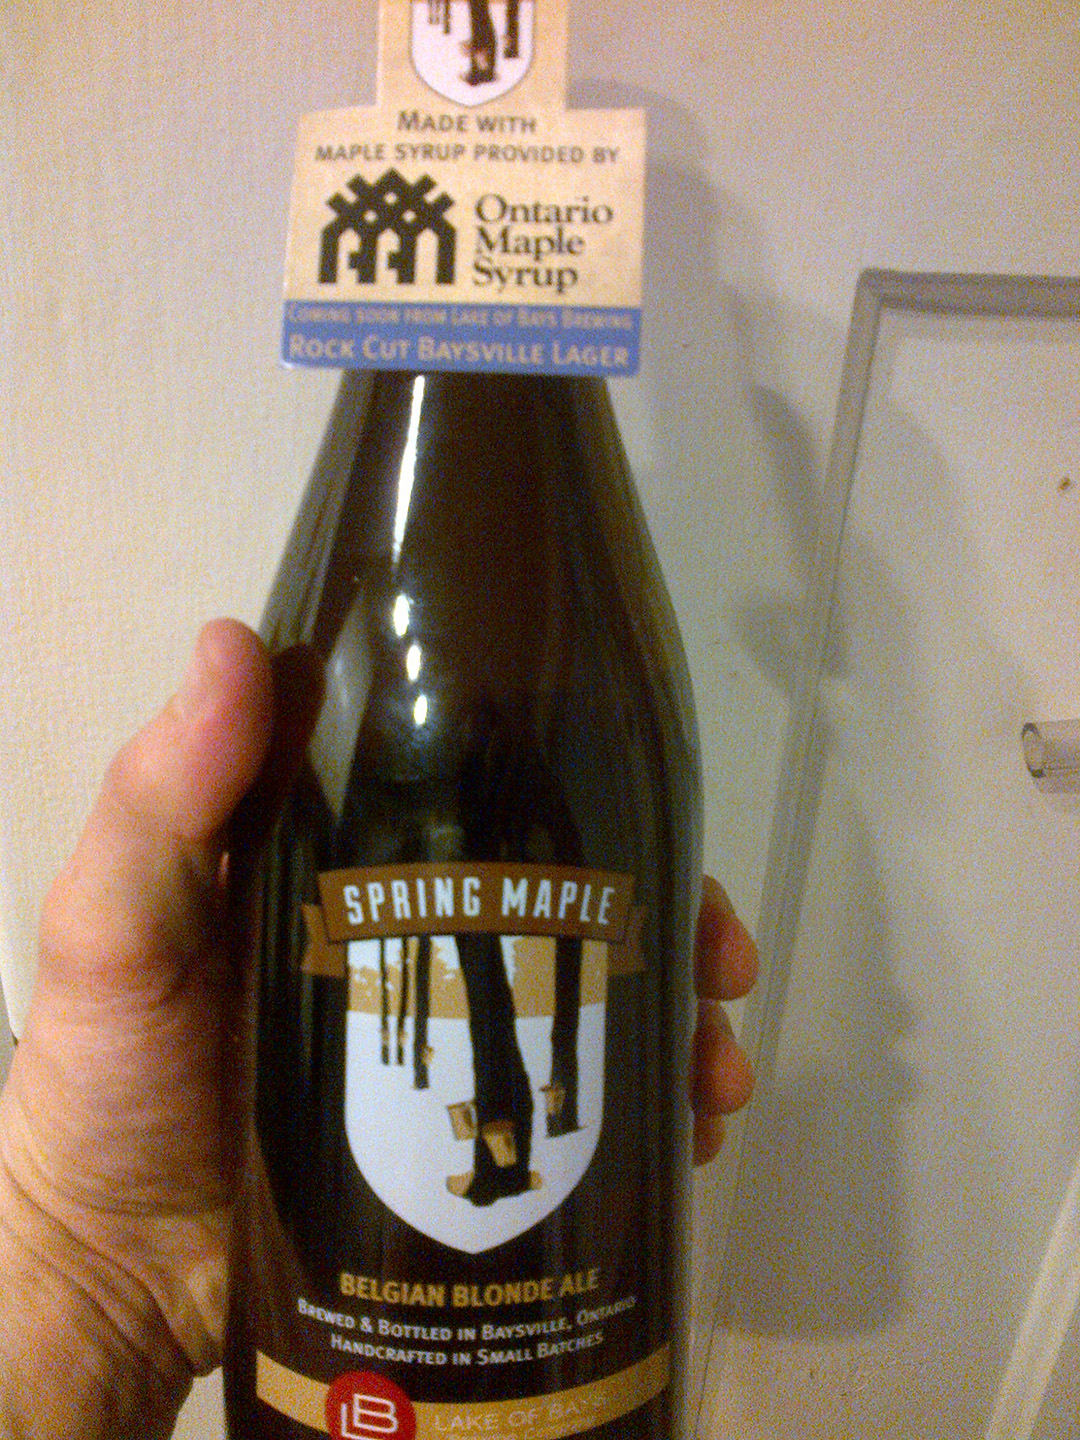 MADE WITH
MAPLE SYRUP PROVIDED BY
Ontario
Maple
Syrup
COMING SOON FROM LAKE OF BAYS BREWING
ROCK CUT BAYSVILLE LAGER
SPRING MAPLE
BELGIAN BLONDE ALE
BREWED & BOTTLED IN BAYSVILLE, ONTARIO
HANDCRAFTED IN SMALL BATCHES
LB
LAKE OF BAYS